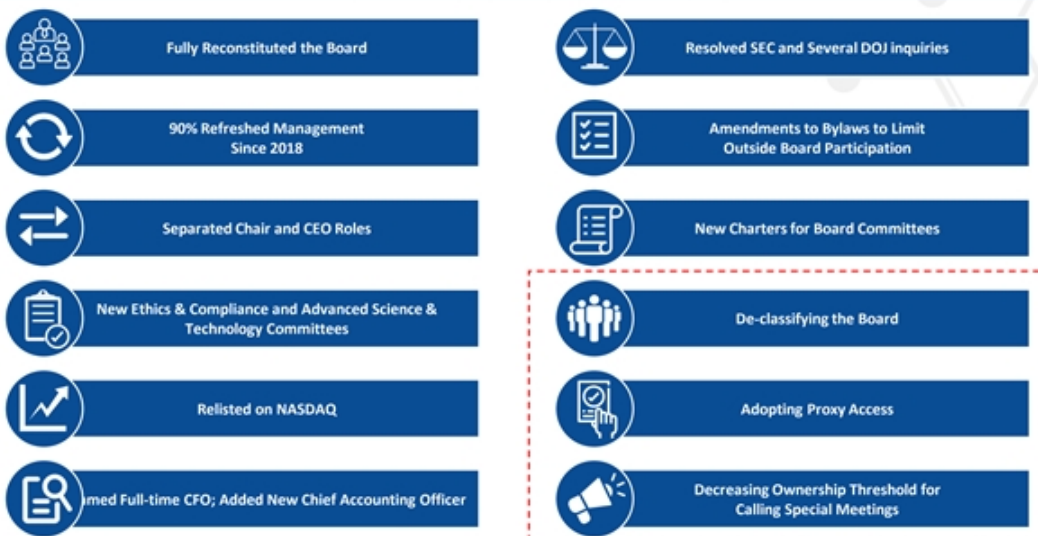 Fully Reconstituted the Board
90% Refreshed Management
Since 2018
Separated Chair and CEO Roles
New Ethics & Compliance and Advanced Science &
Technology Committees
Relisted on NASDAQ
Full-time CFO; Added New Chief Accounting Officer
Resolved SEC and Several DOJ inquiries
Amendments to Bylaws to Limit
Outside Board Participation
New Charters for Board Committees
De-classifying the Board
Adopting Proxy Access
Decreasing Ownership Threshold for
Calling Special Meetings